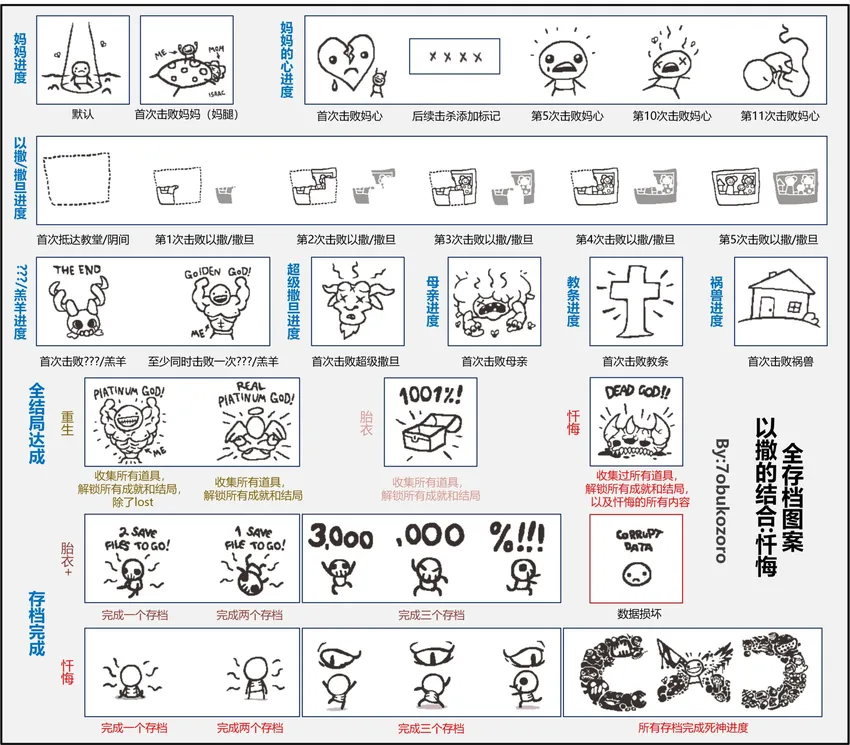 妈妈进度
ME
MOM
ISAAC
默认
首次击败妈妈（妈腿）
妈妈的心进度
首次击败妈心
后续击杀添加标记
第5次击败妈心
第10次击败妈心
第11次击败妈心
以撒/撒旦进度
首次抵达教堂/阴间
第1次击败以撒/撒旦
第2次击败以撒/撒旦
第3次击败以撒/撒旦
第4次击败以撒/撒旦
第5次击败以撒/撒旦
???/羔羊进度
THE END
GOlDEN GOD!
ME
首次击败???/羔羊
至少同时击败一次???/羔羊
超级撒旦进度
首次击败超级撒旦
母亲进度
首次击败母亲
教条进度
首次击败教条
祸兽进度
首次击败祸兽
全结局达成
重生
PlATINUM GOD!
ME
收集所有道具，
解锁所有成就和结局，
除了lost
REAL
PlATINUM GOD!
收集所有道具，
解锁所有成就和结局
胎衣
1001%!
收集所有道具，
解锁所有成就和结局
忏悔
DEAD GOD!!
收集过所有道具，
解锁所有成就和结局，
以及忏悔的所有内容
全存档图案
以撒的结合:忏悔
By:7obukozoro
存档完成
胎衣+
2 SAVE
FILES TO GO!
完成一个存档
1 SAVE
FILE TO GO!
完成两个存档
3,000 ,000 %!!!
完成三个存档
CORRUPT
DATA
数据损坏
忏悔
完成一个存档
完成两个存档
完成三个存档
所有存档完成死神进度